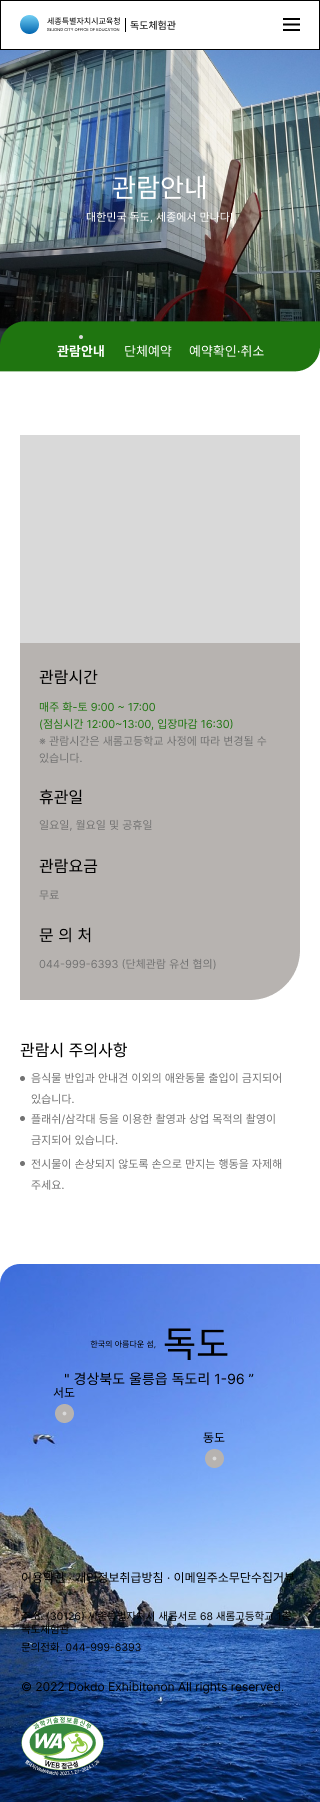 세종특별자치시교육청
SEJONG CITY OFFICE OF EDUCATION
독도체험관
관람안내
대한민국 독도, 세종에서 만나다!
관람안내 단체예약 예약확인·취소
관람시간
매주 화-토 9:00 ~ 17:00
(점심시간 12:00~13:00, 입장마감 16:30)
※ 관람시간은 새롬고등학교 사정에 따라 변경될 수
있습니다.
휴관일
일요일, 월요일 및 공휴일
관람요금
무료
문 의 처
044-999-6393 (단체관람 유선 협의)
관람시 주의사항
음식물 반입과 안내견 이외의 애완동물 출입이 금지되어
있습니다.
플래쉬/삼각대 등을 이용한 촬영과 상업 목적의 촬영이
금지되어 있습니다.
전시물이 손상되지 않도록 손으로 만지는 행동을 자제해
주세요.
한국의 아름다운 섬, 독도
" 경상북도 울릉읍 독도리 1-96 ”
서도
동도
이용약관 · 개인정보취급방침 · 이메일주소무단수집거부
주소. (30126) 세종특별자치시 새롬서로 68 새롬고등학교
독도체험관
문의전화. 044-999-6393
© 2022 Dokdo Exhibitonon All rights reserved.
과학기술정보통신부
WA
WEB 접근성